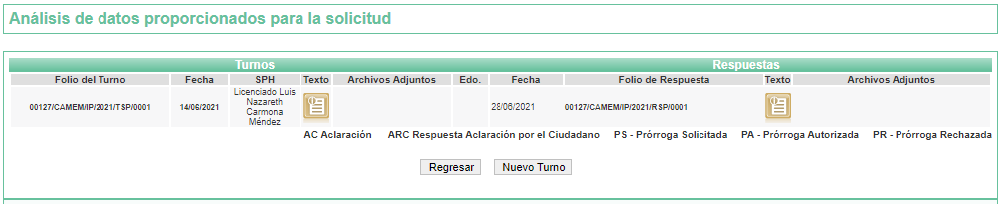 Análisis de datos proporcionados para la solicitud
Turnos Respuestas
Folio del Turno Fecha SPH Texto Archivos Adjuntos Edo. Fecha Folio de Respuesta Texto Archivos Adjuntos
00127/CAMEM/IP/2021/TSP/0001 14/06/2021 Licenciado Luis
Nazareth
Carmona
Méndez 28/06/2021 00127/CAMEM/IP/2021/RSP/0001
AC Aclaración ARC Respuesta Aclaración por el Ciudadano PS - Prórroga Solicitada PA - Prórroga Autorizada PR - Prórroga Rechazada
Regresar Nuevo Turno